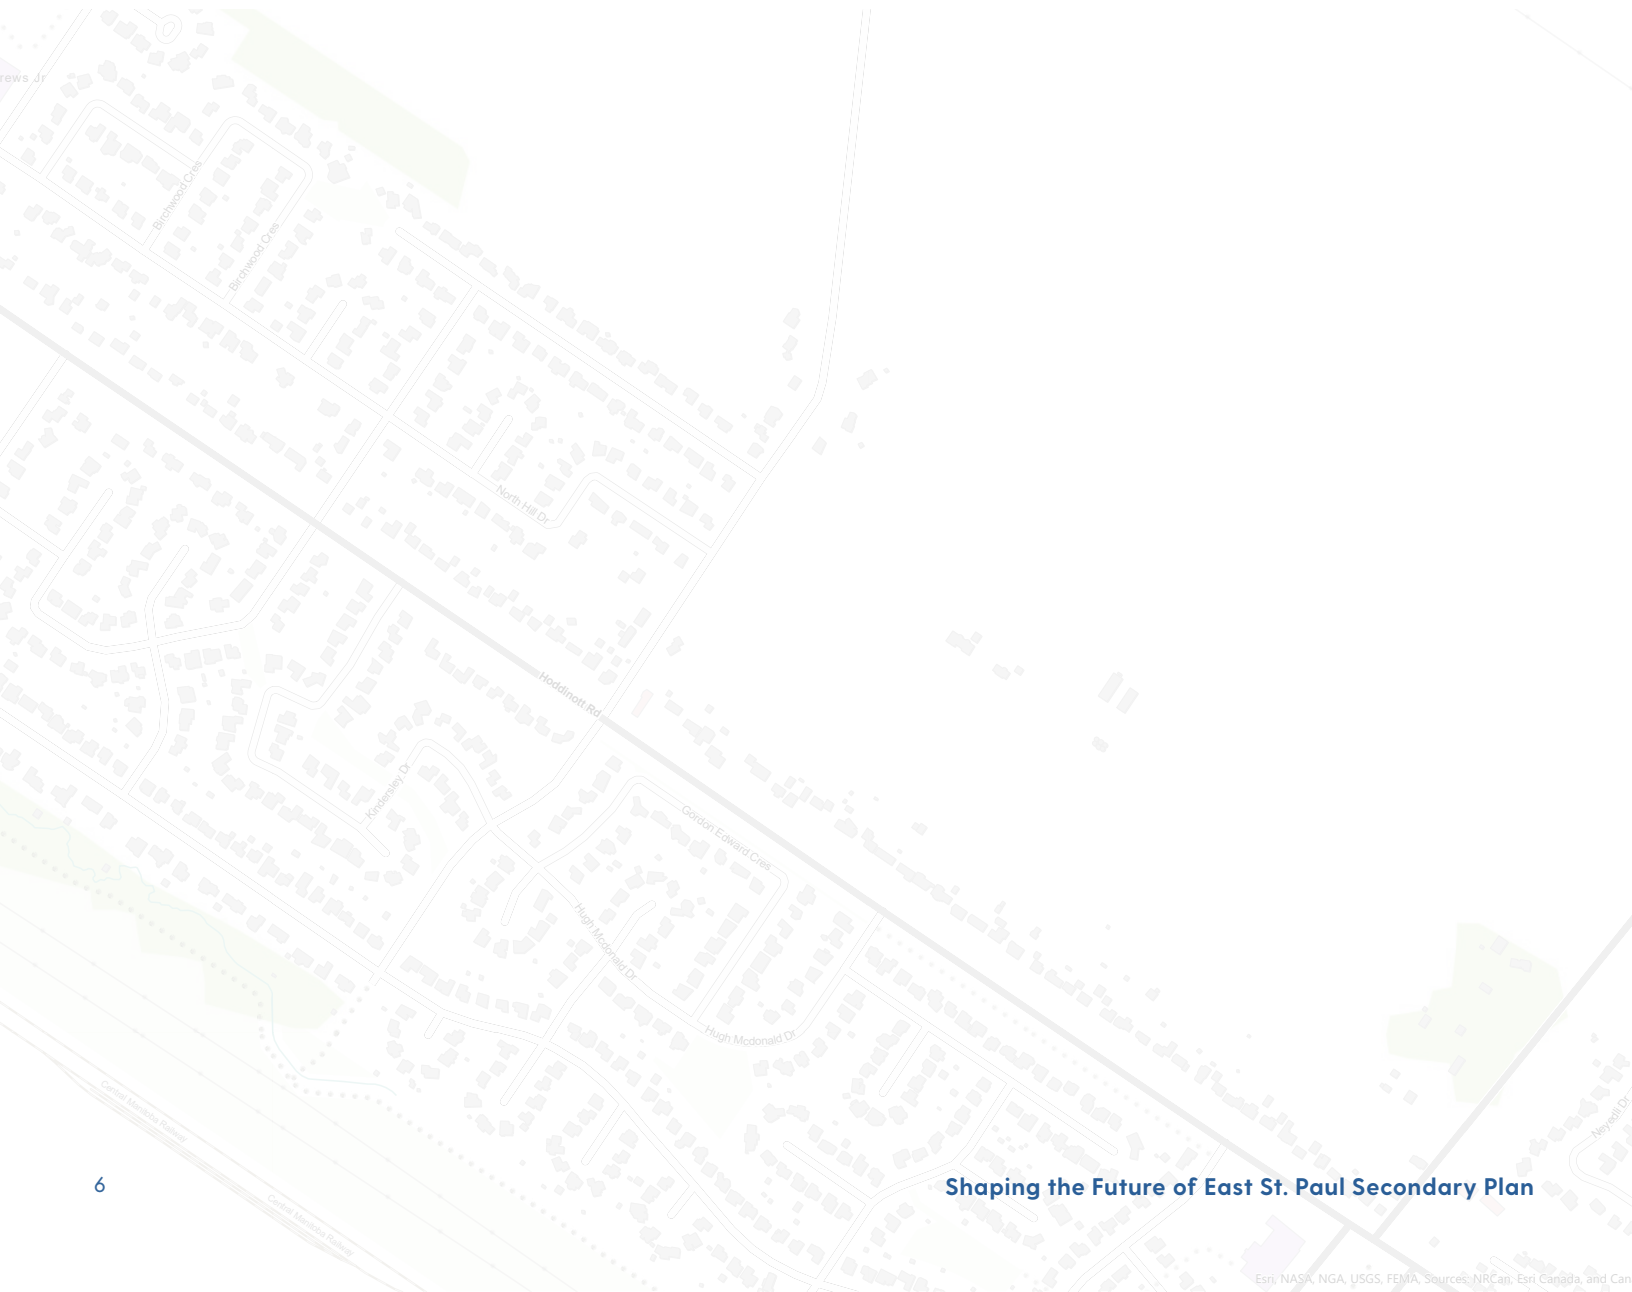 rews Jr
Birchwood Cres
Birchwood Cres
North Hill Dr
Hoddinott Rd
Kindersley Dr
Gordon Edward Cres
Hugh Mcdonald Dr
Hugh Mcdonald Dr
Neyedli Dr
Central Manitoba Railway
Central Manitoba Railway
6
Shaping the Future of East St. Paul Secondary Plan
Esri, NASA, NGA, USGS, FEMA, Sources: NRCan, Esri Canada, and Can